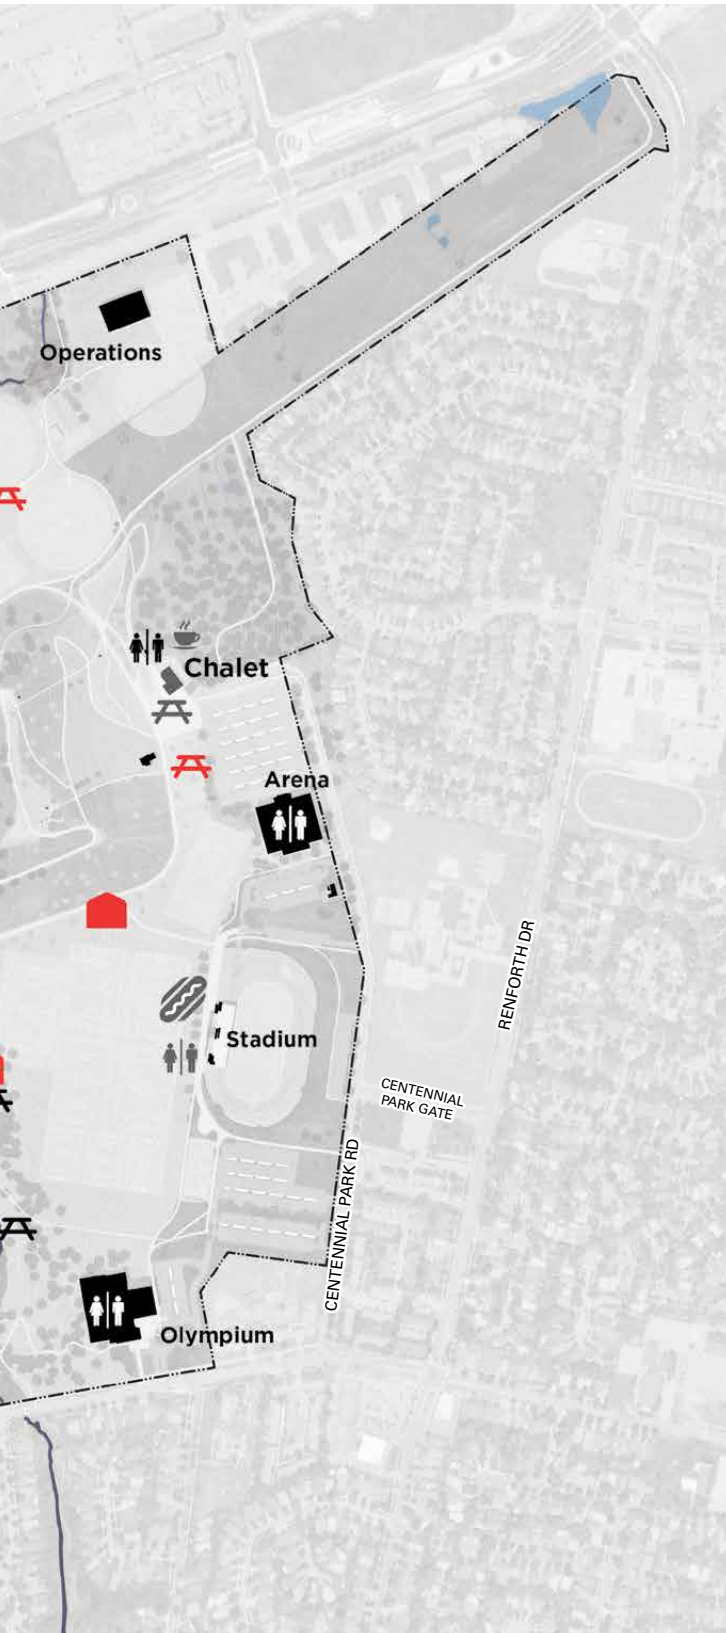 Operations
Chalet
Arena
RENFORTH DR
Stadium
CENTENNIAL
PARK GATE
CENTENNIAL PARK RD
Olympium